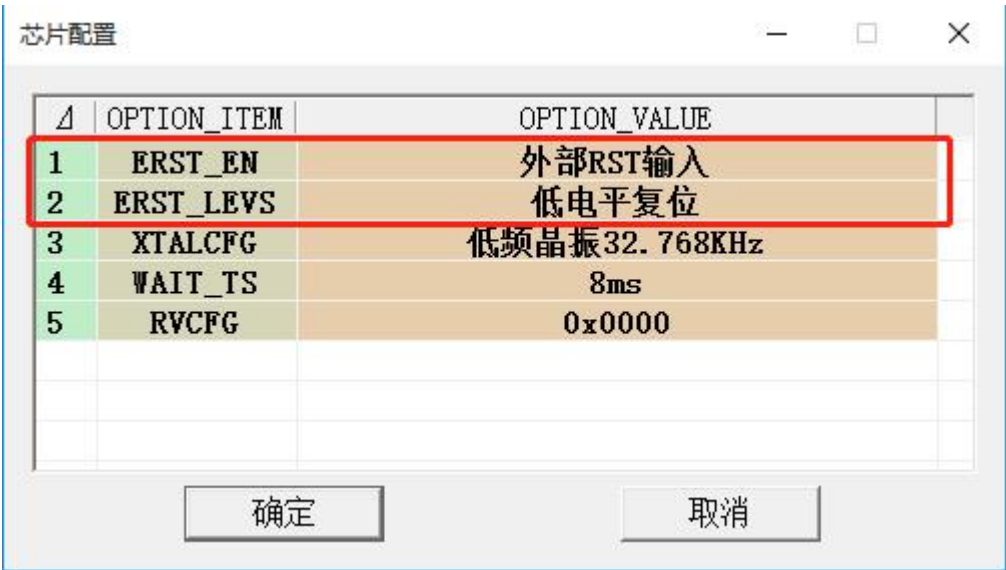 芯片配置
OPTION_ITEM OPTION_VALUE
1 ERST_EN 外部RST输入
2 ERST_LEVS 低电平复位
3 XTALCFG 低频晶振32.768KHz
4 WAIT_TS 8ms
5 RVCFG 0x0000
确定 取消